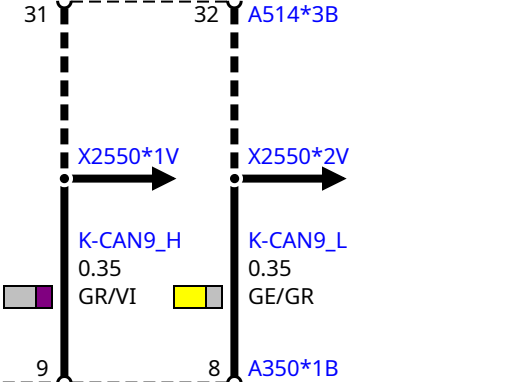 31 32 A514*3B
X2550*1V X2550*2V
K-CAN9_H K-CAN9_L
0.35 0.35
GR/VI GE/GR
9 8 A350*1B